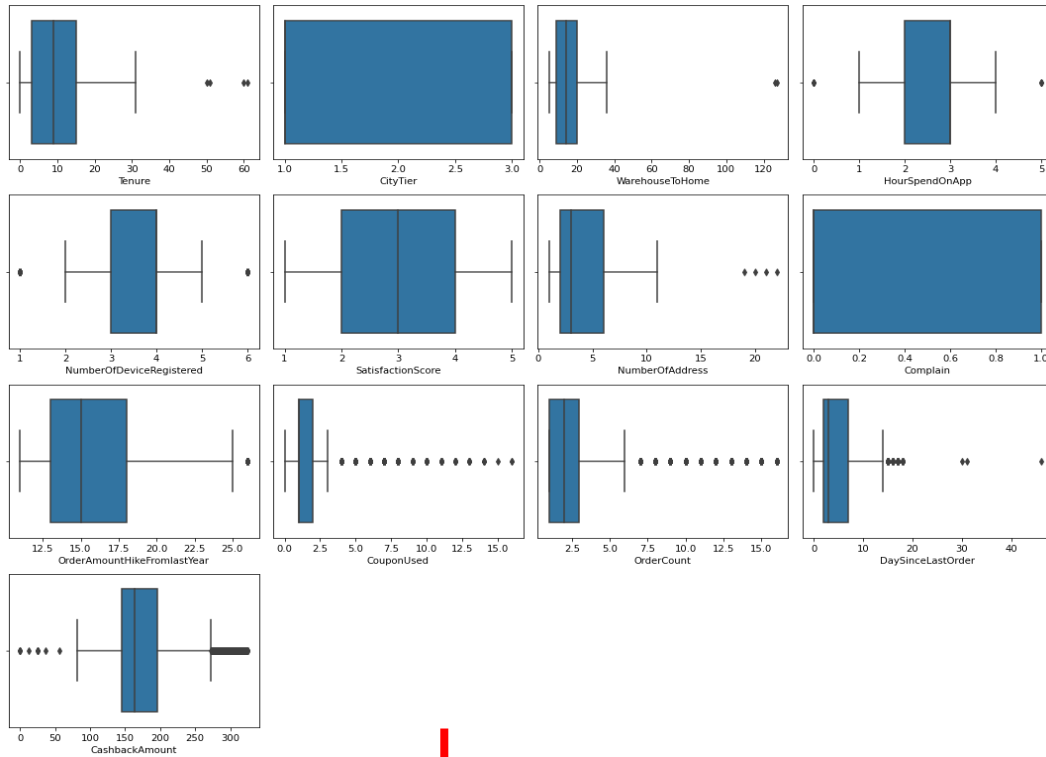 0 10 20 30 40 50 60
Tenure
1.0 1.5 2.0 2.5 3.0
CityTier
0 20 40 60 80 100 120
WarehouseToHome
0 1 2 3 4 5
HourSpendOnApp
1 2 3 4 5 6
NumberOfDeviceRegistered
1 2 3 4 5
SatisfactionScore
0 5 10 15 20
NumberOfAddress
0.0 0.2 0.4 0.6 0.8 1.0
Complain
12.5 15.0 17.5 20.0 22.5 25.0
OrderAmountHikeFromlastYear
0.0 2.5 5.0 7.5 10.0 12.5 15.0
CouponUsed
2.5 5.0 7.5 10.0 12.5 15.0
OrderCount
0 10 20 30 40
DaySinceLastOrder
0 50 100 150 200 250 300
CashbackAmount